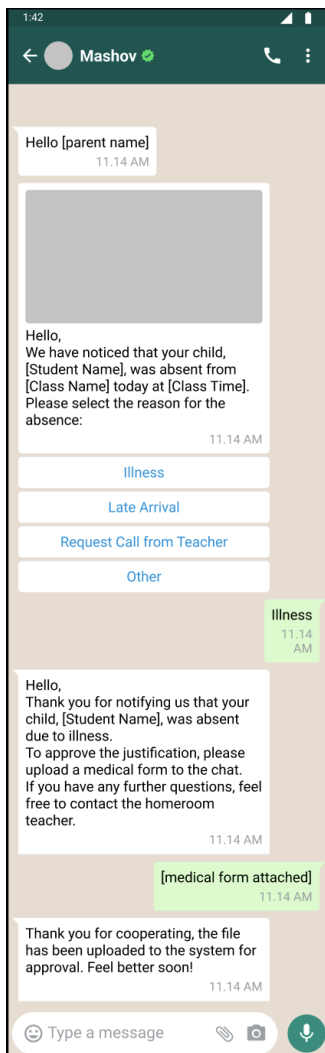 1:42
Mashov
Hello [parent name]
11.14 AM
Hello,
We have noticed that your child,
[Student Name], was absent from
[Class Name] today at [Class Time].
Please select the reason for the
absence:
11.14 AM
Illness
Late Arrival
Request Call from Teacher
Other
Illness
11.14
AM
Hello,
Thank you for notifying us that your
child, [Student Name], was absent
due to illness.
To approve the justification, please
upload a medical form to the chat.
If you have any further questions, feel
free to contact the homeroom
teacher.
11.14 AM
[medical form attached]
11.14 AM
Thank you for cooperating, the file
has been uploaded to the system for
approval. Feel better soon!
11.14 AM
Type a message